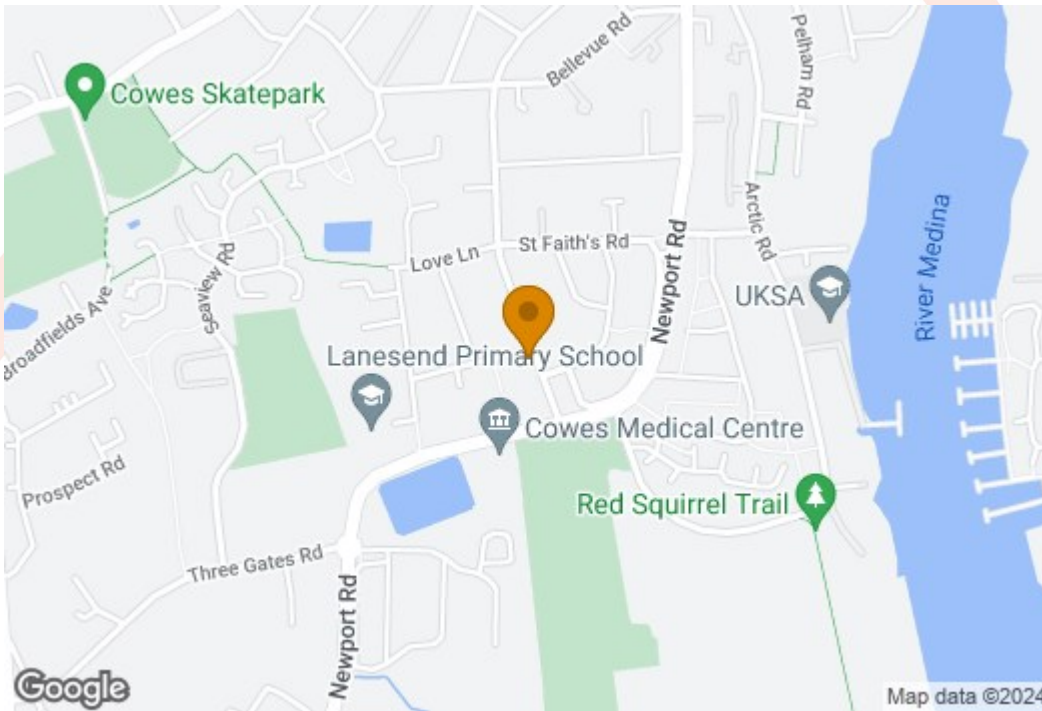 Pelham Rd
Bellevue Rd
Cowes Skatepark
River Medina
Arctic Rd
St Faith's Rd
Love Ln
Newport Rd
Seaview Rd
UKSA
Broadfields Ave
Lanesend Primary School
Cowes Medical Centre
Prospect Rd
Red Squirrel Trail
Three Gates Rd
Newport Rd
Google
Map data ©2024